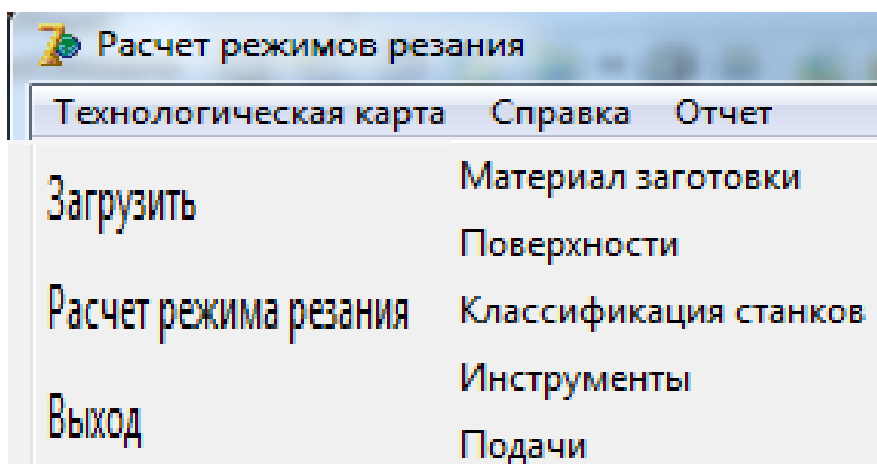 Расчет режимов резания
Технологическая карта Справка Отчет
Загрузить
Расчет режима резания
Выход
Материал заготовки
Поверхности
Классификация станков
Инструменты
Подачи